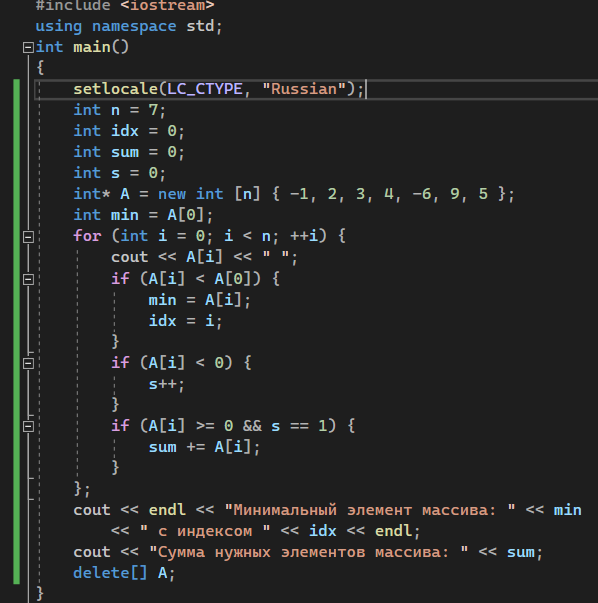 #include <iostream>
using namespace std;
int main()
{
setlocale(LC_CTYPE, "Russian");
int n = 7;
int idx = 0;
int sum = 0;
int s = 0;
int* A = new int [n] { -1, 2, 3, 4, -6, 9, 5 };
int min = A[0];
for (int i = 0; i < n; ++i) {
cout << A[i] << " ";
if (A[i] < A[0]) {
min = A[i];
idx = i;
}
if (A[i] < 0) {
s++;
}
if (A[i] >= 0 && s == 1) {
sum += A[i];
}
};
cout << endl << "Минимальный элемент массива: " << min
<< " с индексом " << idx << endl;
cout << "Сумма нужных элементов массива: " << sum;
delete[] A;
}